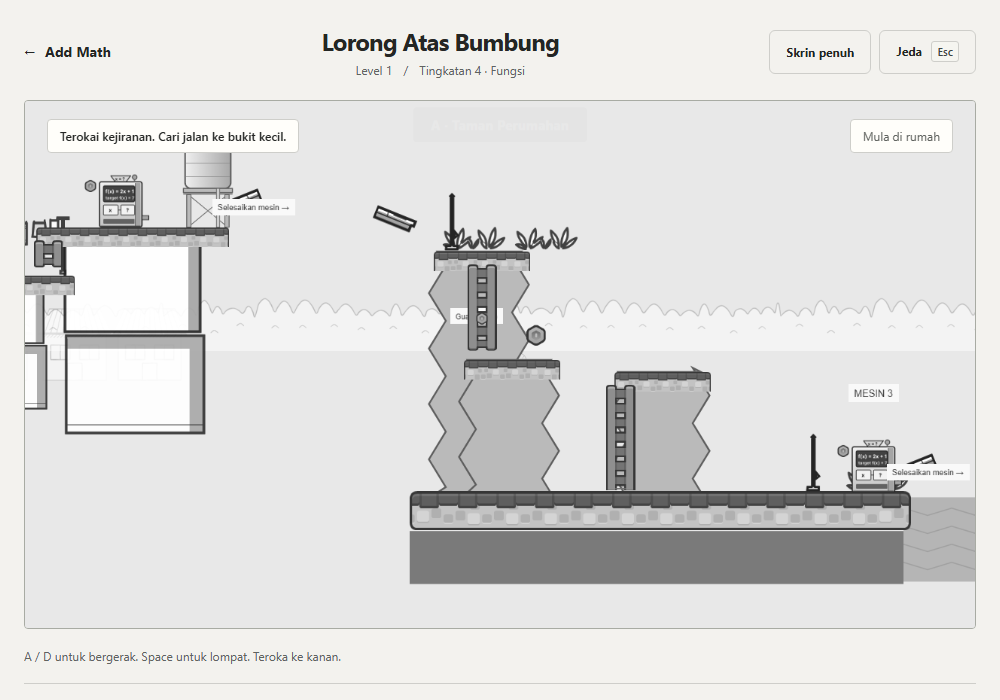 ← Add Math
Lorong Atas Bumbung
Level 1 / Tingkatan 4 · Fungsi
Skrin penuh
Jeda Esc
Terokai kejiranan. Cari jalan ke bukit kecil.
Mula di rumah
Selesaikan mesin →
MESIN 3
Selesaikan mesin →
A / D untuk bergerak. Space untuk lompat. Teroka ke kanan.